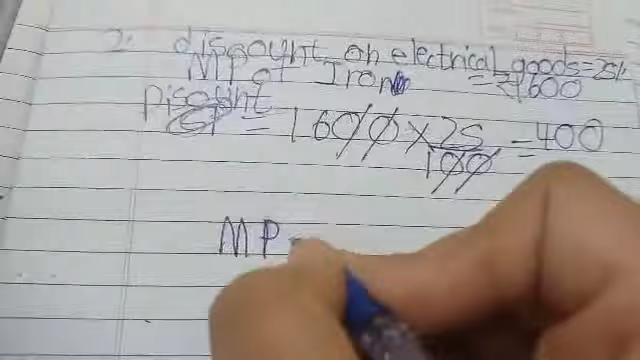 2. discount on electrical goods = 25%
MP of Iron = ₹1600
Discount = 1600 × 25/100 = 400
MP -